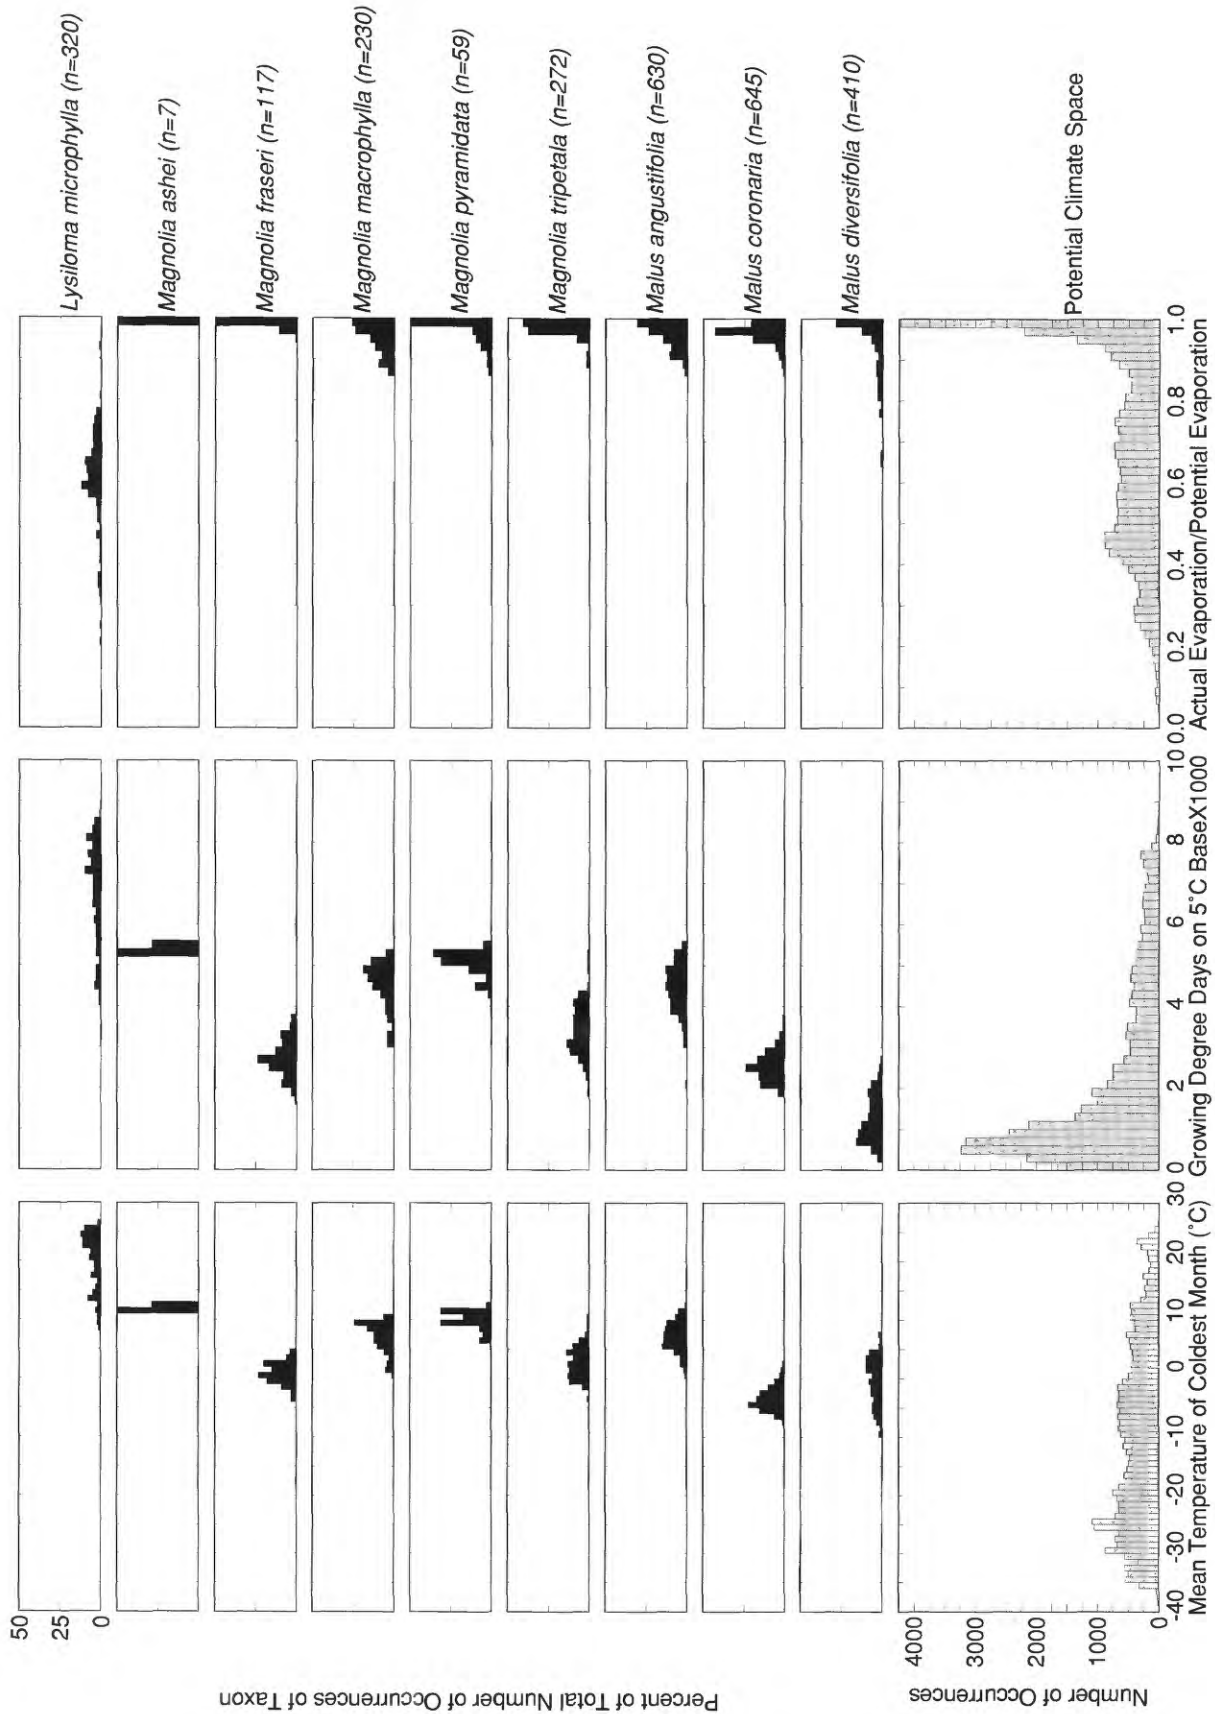 Percent of Total Number of Occurrences of Taxon
50
25
0
Lysiloma microphylla (n=320)
Magnolia ashei (n=7)
Magnolia fraseri (n=117)
Magnolia macrophylla (n=230)
Magnolia pyramidata (n=59)
Magnolia tripetala (n=272)
Malus angustifolia (n=630)
Malus coronaria (n=645)
Malus diversifolia (n=410)
Potential Climate Space
Number of Occurrences
4000
3000
2000
1000
0
-40 -30 -20 -10 0 10 20 30
Mean Temperature of Coldest Month (°C)
0 2 4 6 8 10
Growing Degree Days on 5°C BaseX1000
0.0 0.2 0.4 0.6 0.8 1.0
Actual Evaporation/Potential Evaporation